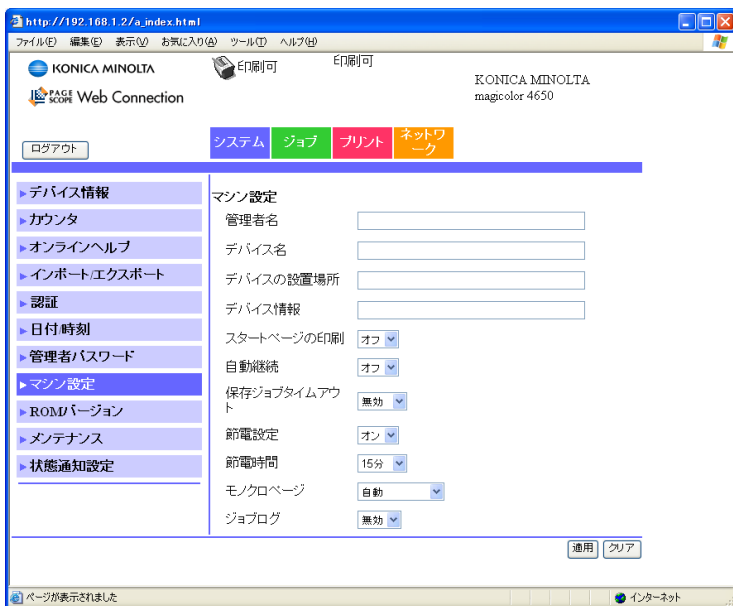 http://192.168.1.2/a_index.html
ファイル(F) 編集(E) 表示(V) お気に入り(A) ツール(T) ヘルプ(H)
KONICA MINOLTA
印刷可
印刷可
KONICA MINOLTA
magicolor 4650
PAGE SCOPE Web Connection
ログアウト
システム
ジョブ
プリント
ネットワ
ーク
デバイス情報
カウンタ
オンラインヘルプ
インポート/エクスポート
認証
日付/時刻
管理者パスワード
マシン設定
ROMバージョン
メンテナンス
状態通知設定
マシン設定
管理者名
デバイス名
デバイスの設置場所
デバイス情報
スタートページの印刷 オフ
自動継続 オフ
保存ジョブタイムアウ
ト
無効
節電設定 オン
節電時間 15分
モノクロページ 自動
ジョブログ 無効
適用 クリア
ページが表示されました
インターネット